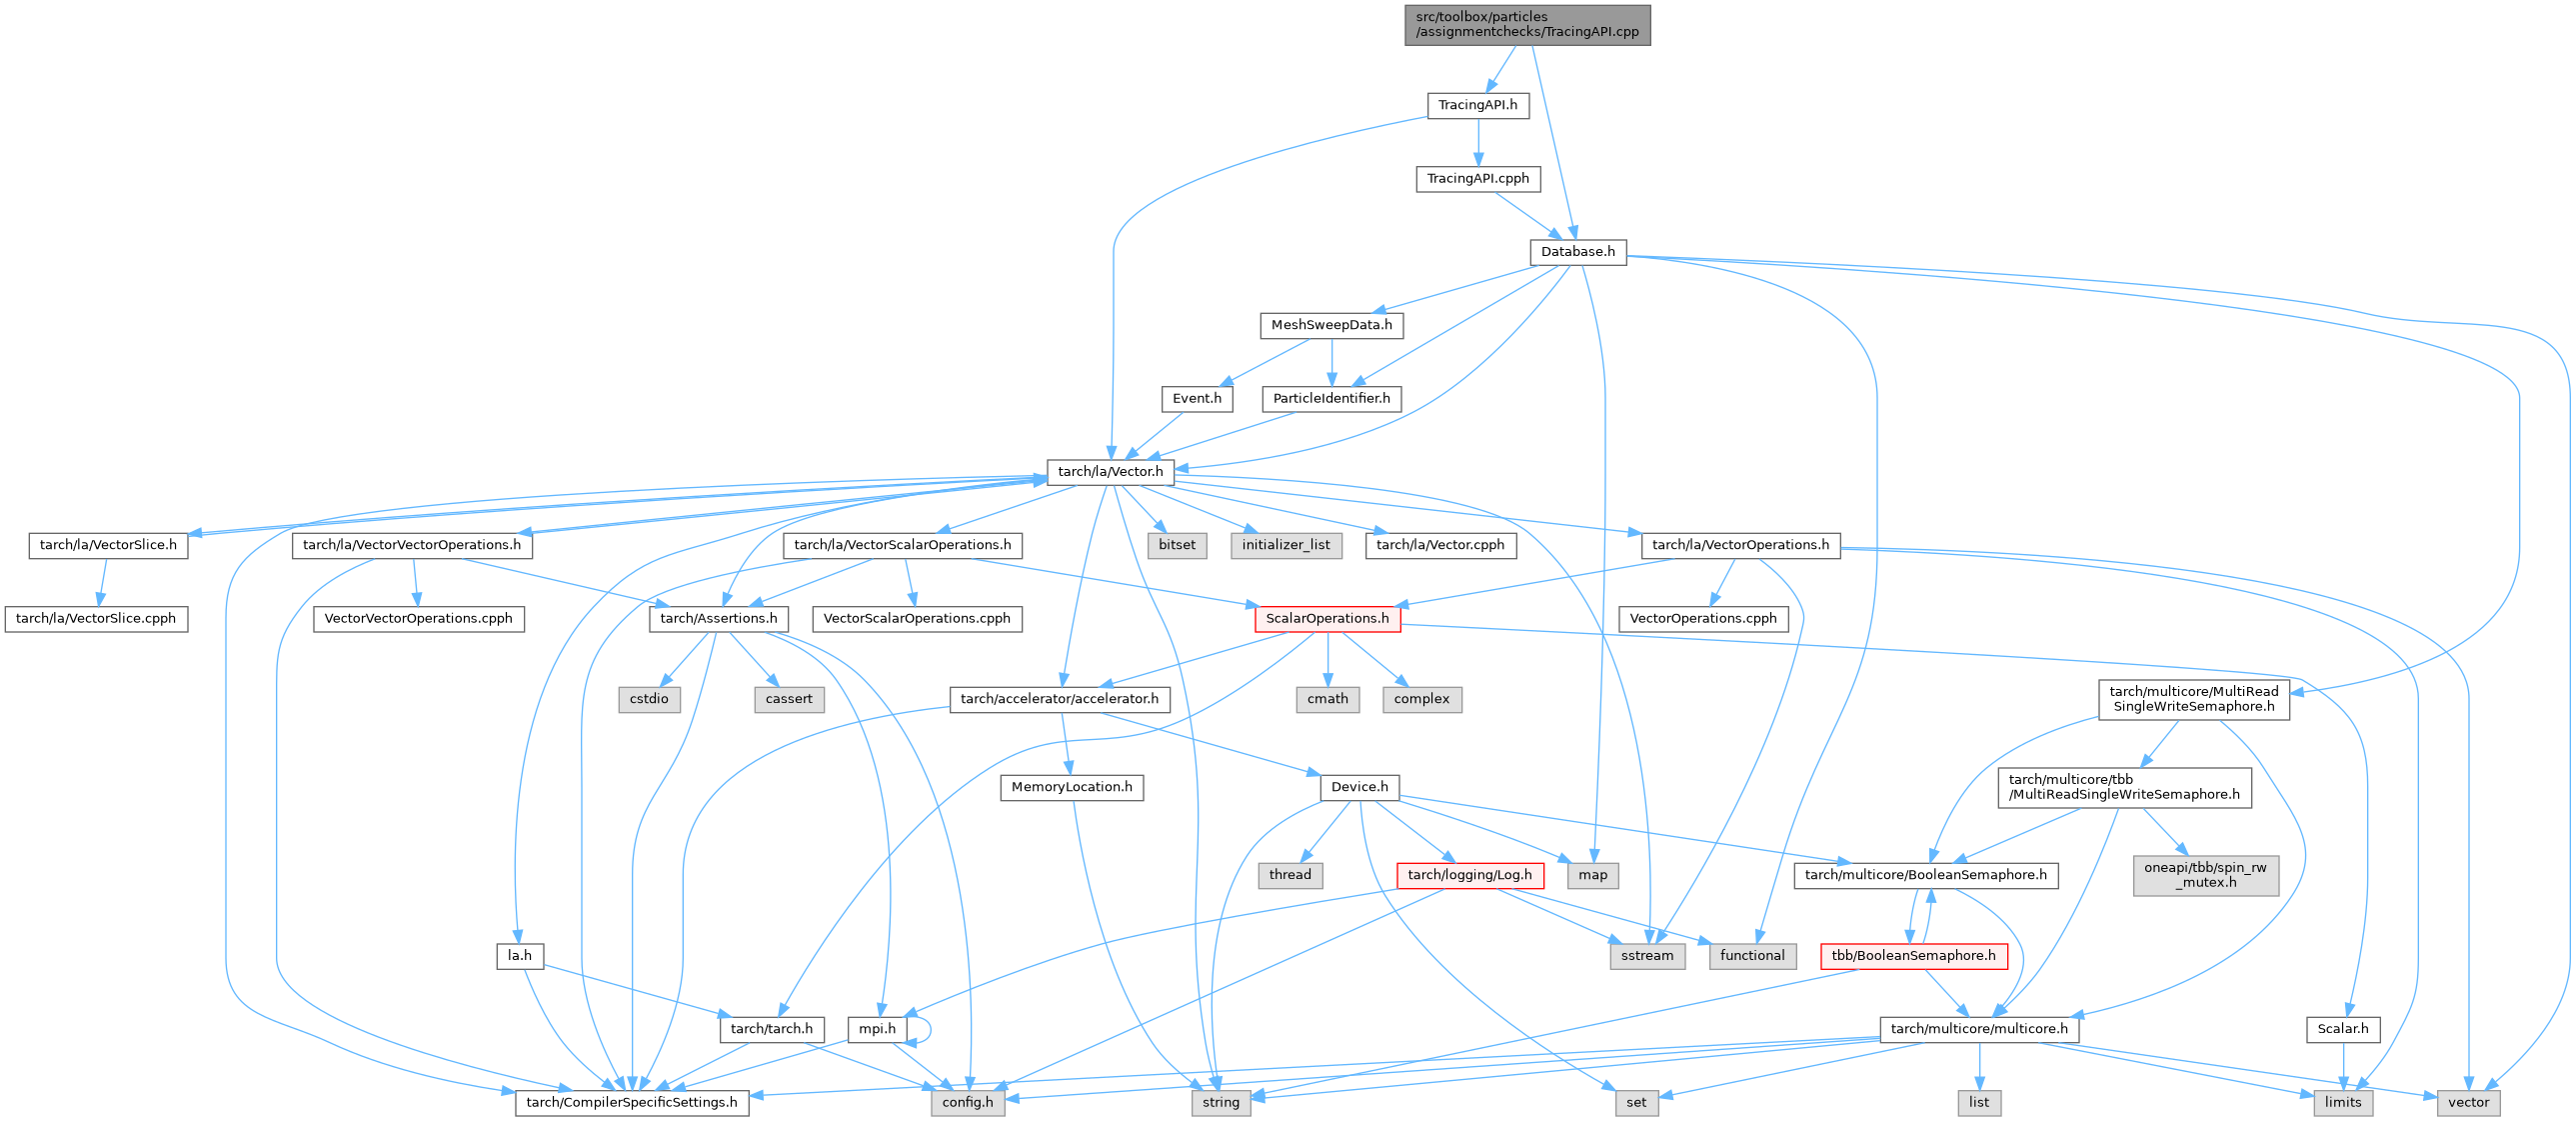 src/toolbox/particles
/assignmentchecks/TracingAPI.cpp
TracingAPI.h
TracingAPI.cpph
Database.h
MeshSweepData.h
Event.h
ParticleIdentifier.h
tarch/la/Vector.h
tarch/la/VectorSlice.h
tarch/la/VectorVectorOperations.h
tarch/la/VectorScalarOperations.h
bitset
initializer_list
tarch/la/Vector.cpph
tarch/la/VectorOperations.h
tarch/la/VectorSlice.cpph
VectorVectorOperations.cpph
tarch/Assertions.h
VectorScalarOperations.cpph
ScalarOperations.h
VectorOperations.cpph
cstdio
cassert
tarch/accelerator/accelerator.h
cmath
complex
tarch/multicore/MultiRead
SingleWriteSemaphore.h
MemoryLocation.h
Device.h
tarch/multicore/tbb
/MultiReadSingleWriteSemaphore.h
thread
tarch/logging/Log.h
map
tarch/multicore/BooleanSemaphore.h
oneapi/tbb/spin_rw
_mutex.h
la.h
sstream
functional
tbb/BooleanSemaphore.h
tarch/tarch.h
mpi.h
tarch/multicore/multicore.h
Scalar.h
tarch/CompilerSpecificSettings.h
config.h
string
set
list
limits
vector